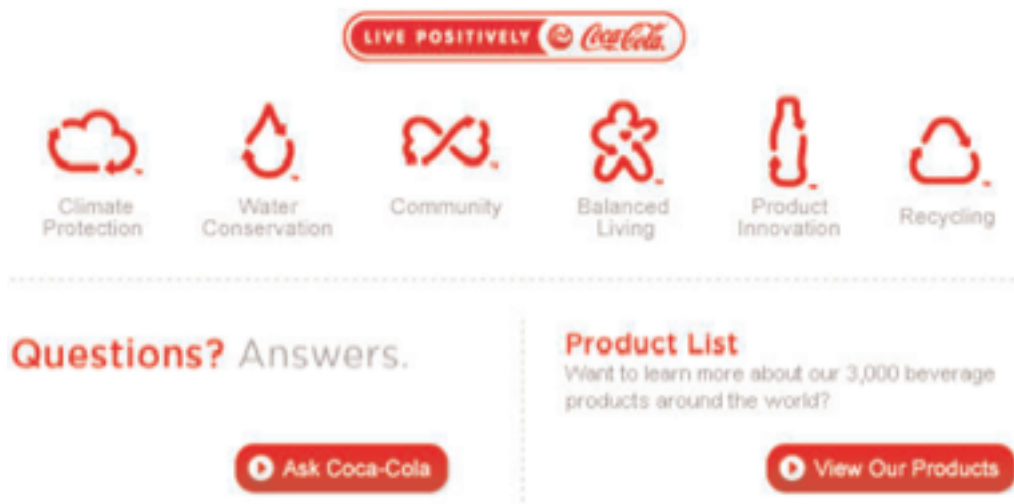 LIVE POSITIVELY Coca-Cola
Climate
Protection
Water
Conservation
Community
Balanced
Living
Product
Innovation
Recycling
Questions? Answers.
Ask Coca-Cola
Product List
Want to learn more about our 3,000 beverage
products around the world?
View Our Products